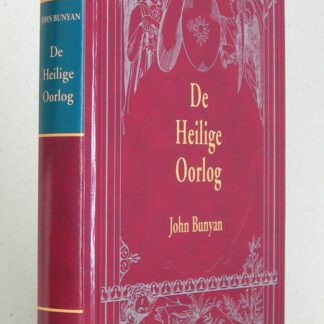 JOHN BUNYAN
De
Heilige
Oorlog
De
Heilige
Oorlog
John Bunyan